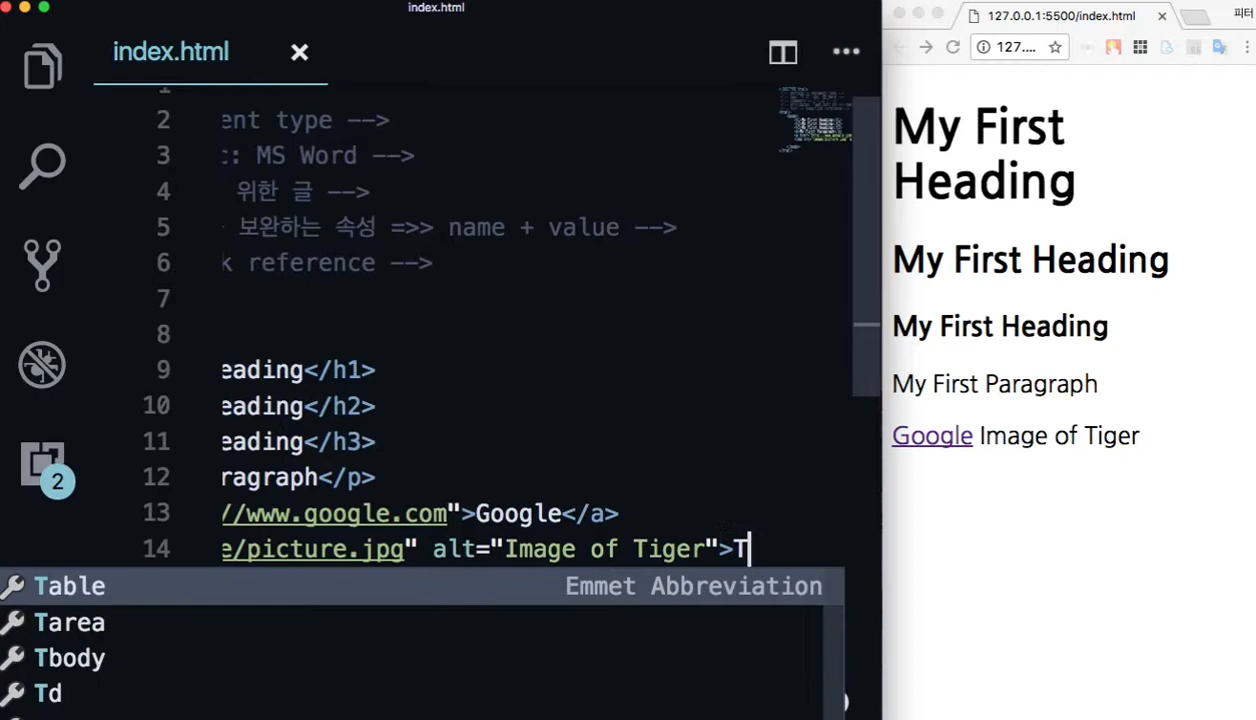 index.html
index.html
1
2 ent type -->
3 c: MS Word -->
4 위한 글 -->
5 보완하는 속성 =>> name + value -->
6 k reference -->
7
8
9 eading</h1>
10 eading</h2>
11 eading</h3>
12 ragraph</p>
13 //www.google.com">Google</a>
14 e/picture.jpg" alt="Image of Tiger">T
Table Emmet Abbreviation
Tarea
Tbody
Td
2
127.0.0.1:5500/index.html
피터
127....
My First
Heading
My First Heading
My First Heading
My First Paragraph
Google Image of Tiger